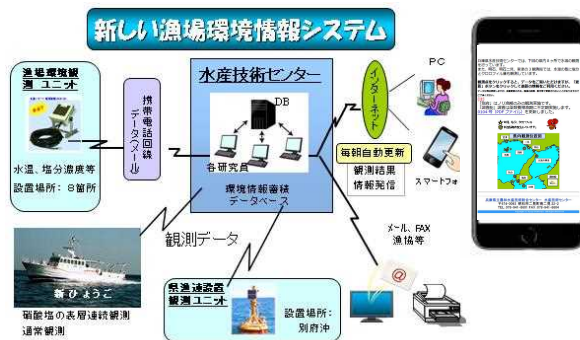 新しい漁場環境情報システム
漁場環境観
測 ユニット
水温、塩分濃度等
設置場所：8箇所
携帯電話回線
データ(メール)
水産技術センター
DB
各研究員
環境情報蓄積
データベース
インターネット
毎朝自動更新
観測結果
情報発信
PC
スマートフォ
メール、FAX
漁協等
観測データ
新ひょうご
硝酸塩の表層連続観測
通常観測
県漁連設置
観測ユニット
設置場所：
別府沖
@